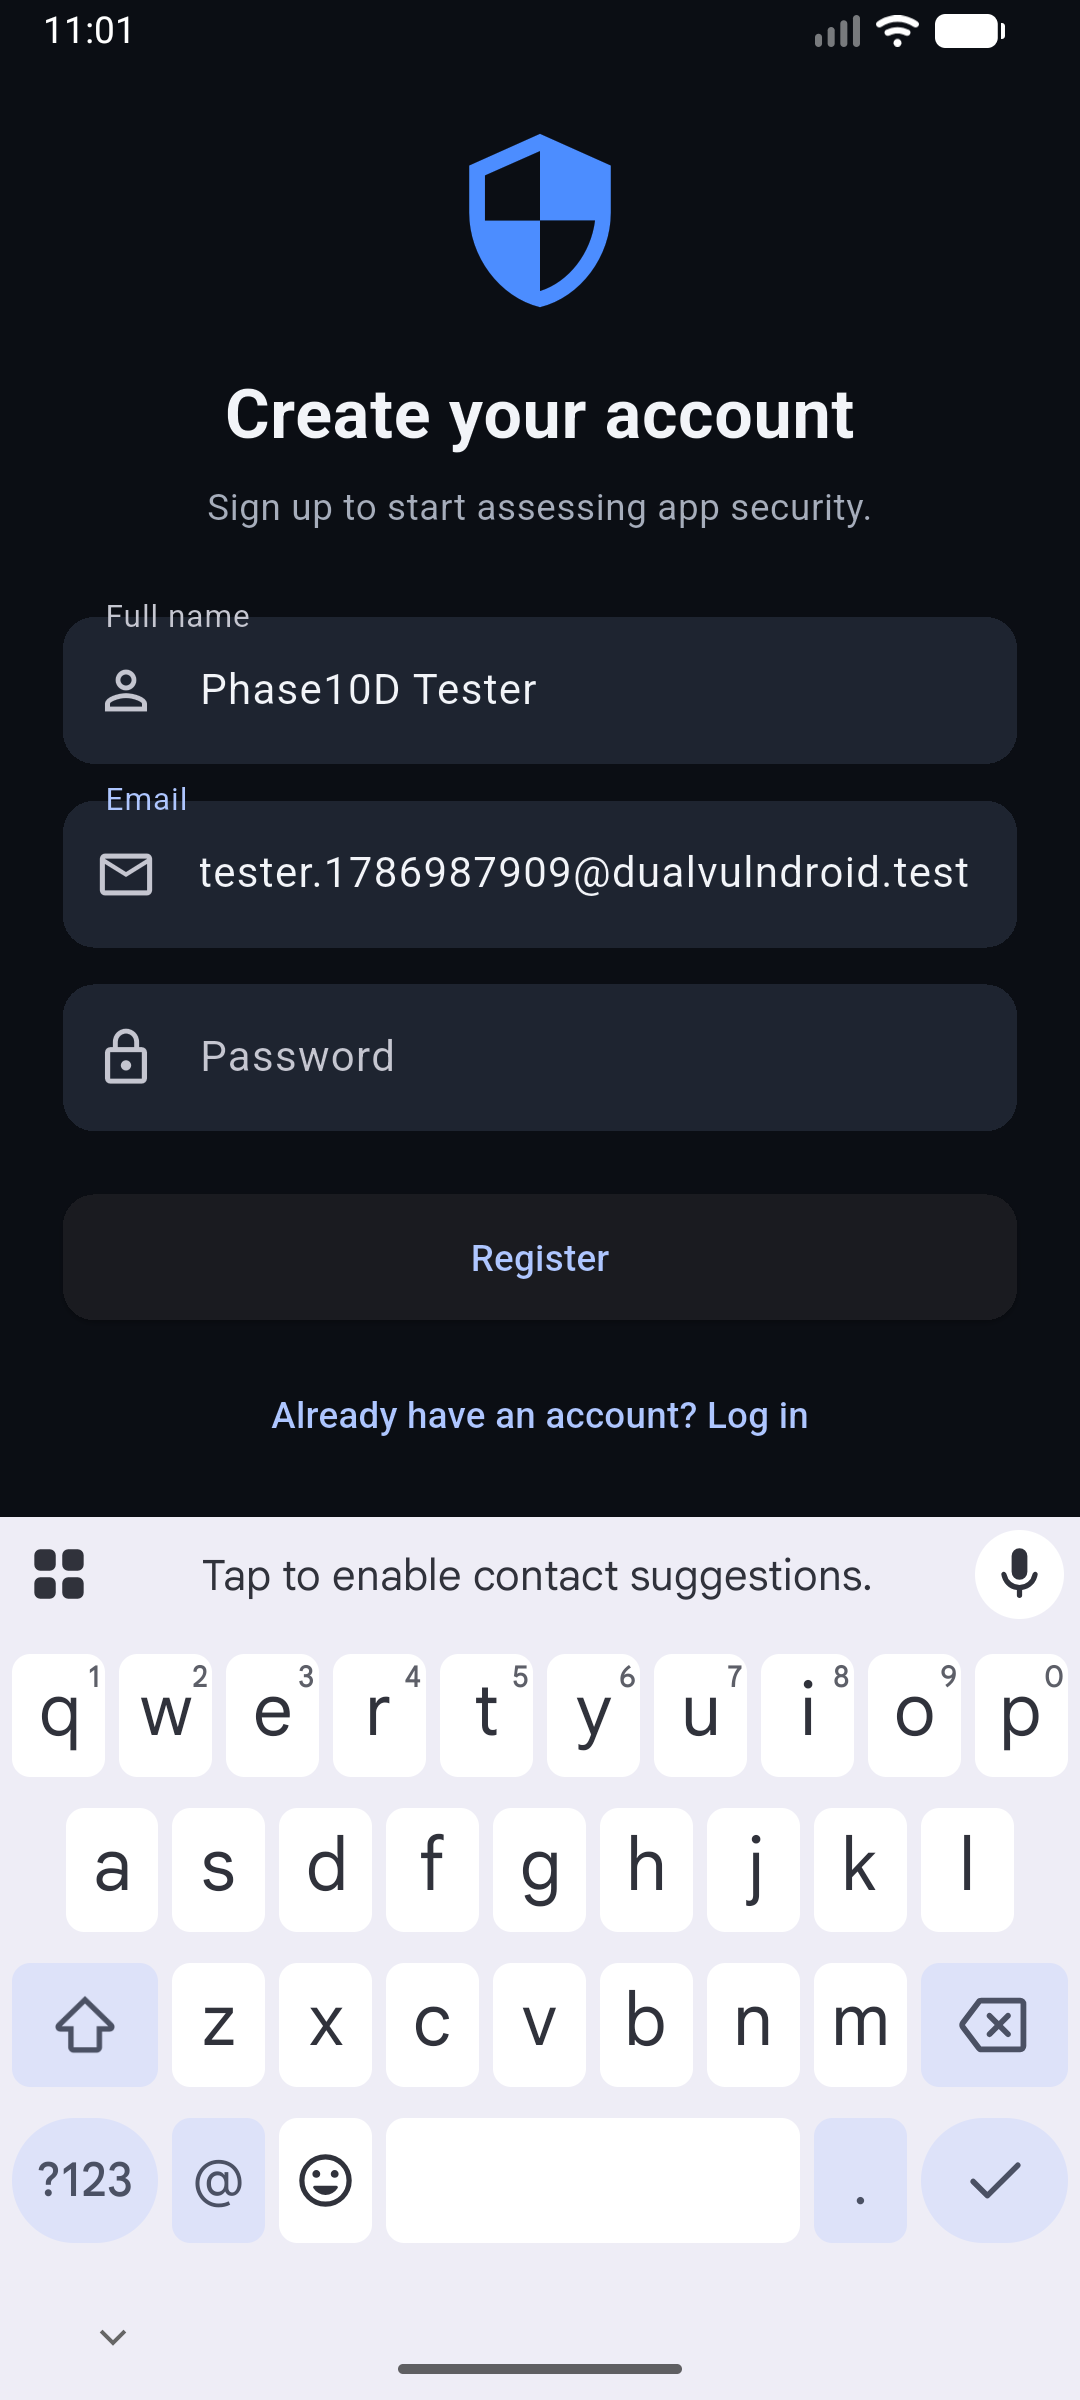 11:01
Create your account
Sign up to start assessing app security.
Full name
Phase10D Tester
Email
tester.1786987909@dualvulndroid.test
Password
Register
Already have an account? Log in
Tap to enable contact suggestions.
q1 w2 e3 r4 t5 y6 u7 i8 o9 p0
a s d f g h j k l
z x c v b n m
?123 @ .